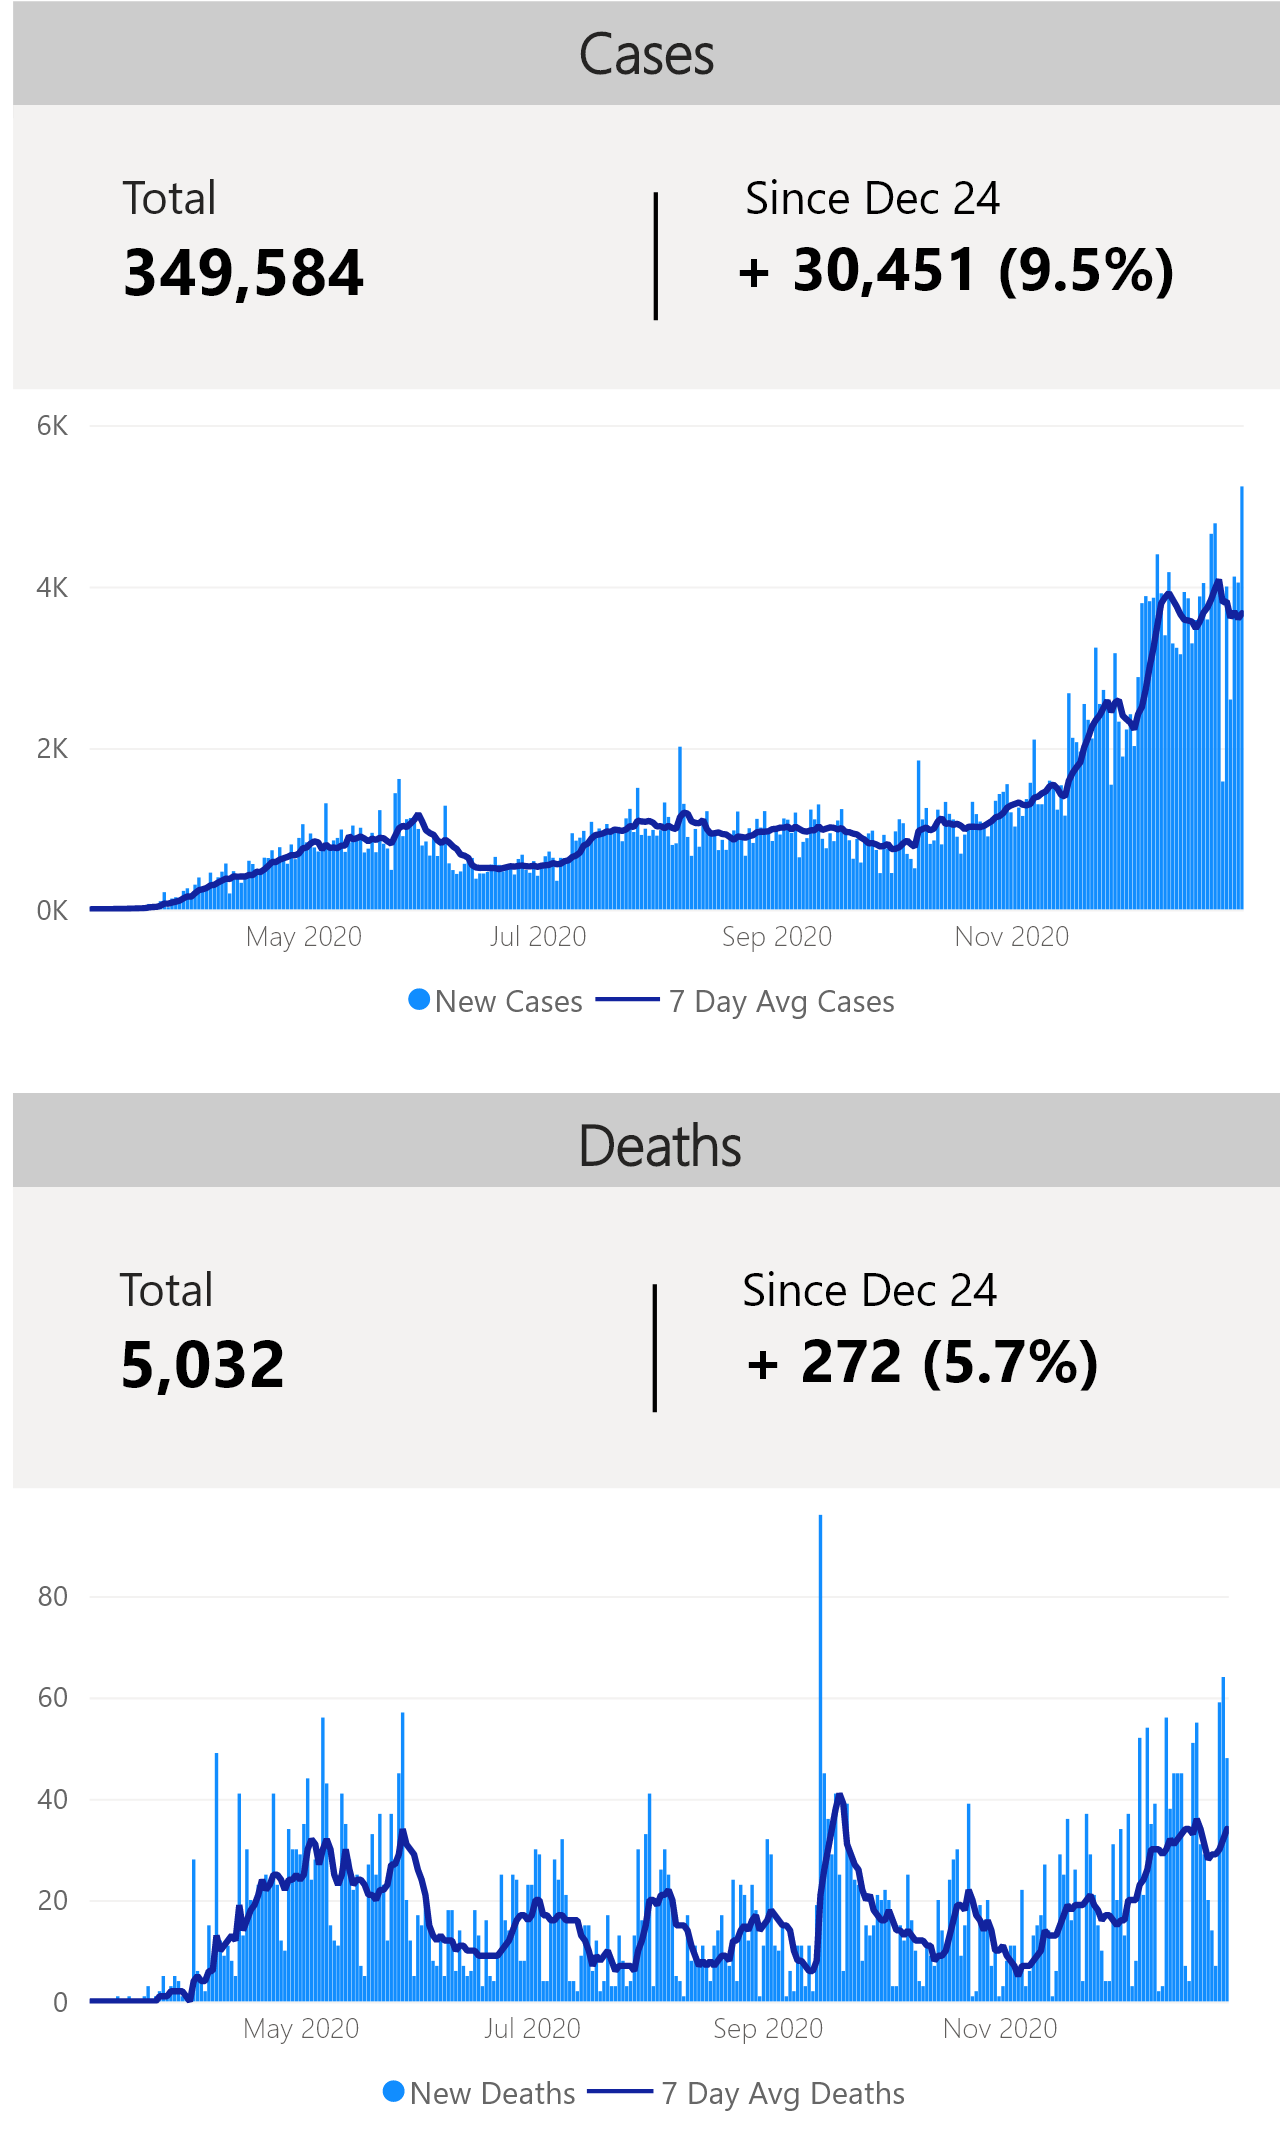 Cases
Total
349,584
Since Dec 24
+ 30,451 (9.5%)
6K
4K
2K
0K
May 2020
Jul 2020
Sep 2020
Nov 2020
New Cases
7 Day Avg Cases
Deaths
Total
5,032
Since Dec 24
+ 272 (5.7%)
80
60
40
20
0
May 2020
Jul 2020
Sep 2020
Nov 2020
New Deaths
7 Day Avg Deaths